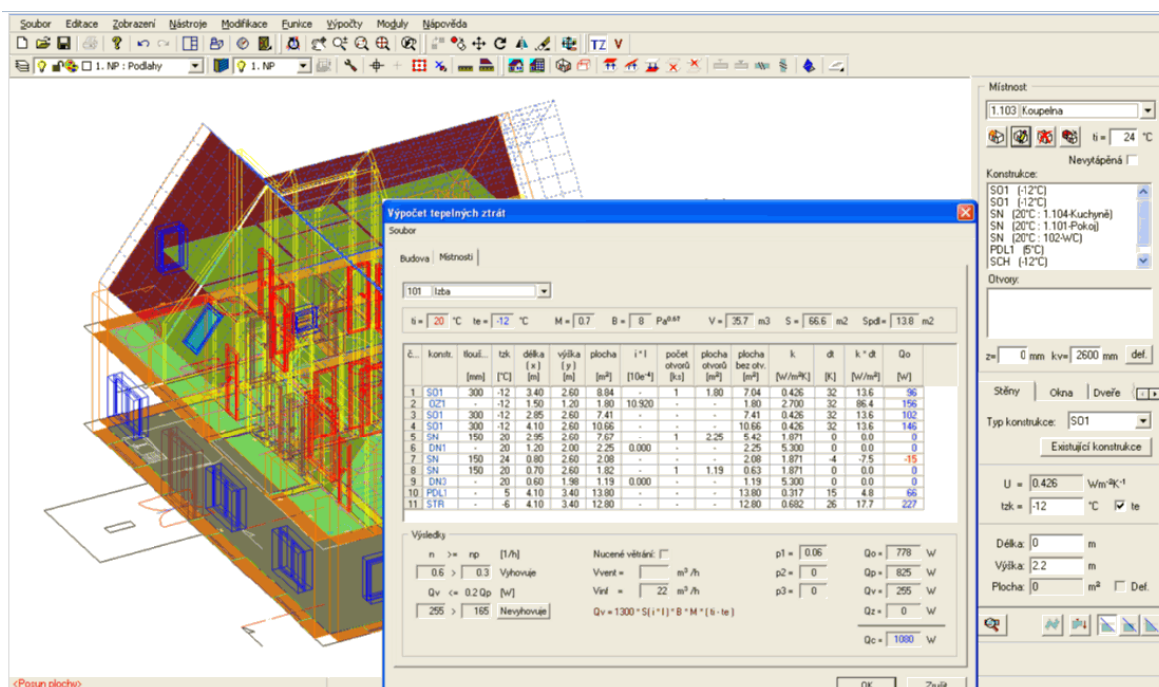 Soubor Editace Zobrazení Nástroje Modifikace Funkce Výpočty Moduly Nápověda
TZ V
1. NP : Podlahy 1. NP
Místnost
1.103 Koupelna
ti = 24 °C
Nevytápěná
Konstrukce:
SO1 (-12°C)
SO1 (-12°C)
SN (20°C : 1.104-Kuchyně)
SN (20°C : 1.101-Pokoj)
SN (20°C : 102-WC)
PDL1 (5°C)
SCH (-12°C)
Otvory:
z= 0 mm kv= 2600 mm def.
Stěny Okna Dveře
Typ konstrukce: SO1
Existující konstrukce
U = 0.426 Wm-²K-¹
tzk = -12 °C te
Délka: 0 m
Výška: 2.2 m
Plocha: 0 m² Def.
Výpočet tepelných ztrát
Soubor
Budova Místnosti
101 Izba
ti = 20 °C te = -12 °C M = 0.7 B = 8 Pa0.67 V = 35.7 m3 S = 66.6 m2 Spdl = 13.8 m2
č... konstr. tlouš... tzk délka výška plocha i * l počet plocha plocha k dt k * dt Qo
( x ) ( y ) otvorů otvorů bez otv.
[mm] [°C] [m] [m] [m²] [10e-⁴] [ks] [m²] [m²] [W/m²K] [K] [W/m²] [W]
1 SO1 300 -12 3.40 2.60 8.84 - 1 1.80 7.04 0.426 32 13.6 96
2 OZ1 - -12 1.50 1.20 1.80 10.920 - - 1.80 2.700 32 86.4 156
3 SO1 300 -12 2.85 2.60 7.41 - - - 7.41 0.426 32 13.6 102
4 SO1 300 -12 4.10 2.60 10.66 - - - 10.66 0.426 32 13.6 146
5 SN 150 20 2.95 2.60 7.67 - 1 2.25 5.42 1.871 0 0.0 0
6 DN1 - 20 1.20 2.00 2.25 0.000 - - 2.25 5.300 0 0.0 0
7 SN 150 24 0.80 2.60 2.08 - - - 2.08 1.871 -4 -7.5 -15
8 SN 150 20 0.70 2.60 1.82 - 1 1.19 0.63 1.871 0 0.0 0
9 DN3 - 20 0.60 1.98 1.19 0.000 - - 1.19 5.300 0 0.0 0
10 PDL1 - 5 4.10 3.40 13.80 - - - 13.80 0.317 15 4.8 66
11 STR - -6 4.10 3.40 12.80 - - - 12.80 0.682 26 17.7 227
Výsledky
n >= np [1/h] Nucené větrání: p1 = 0.06 Qo = 778 W
0.6 > 0.3 Vyhovuje Vvent = m³ /h p2 = 0 Qp = 825 W
Qv <= 0.2 Qp [W] Vinf = 22 m³ /h p3 = 0 Qv = 255 W
255 > 165 Nevyhovuje Qv = 1300 * S( i * l ) * B * M * ( ti - te ) Qz = 0 W
Qc = 1080 W
OK Zrušit
<Posun plochy>